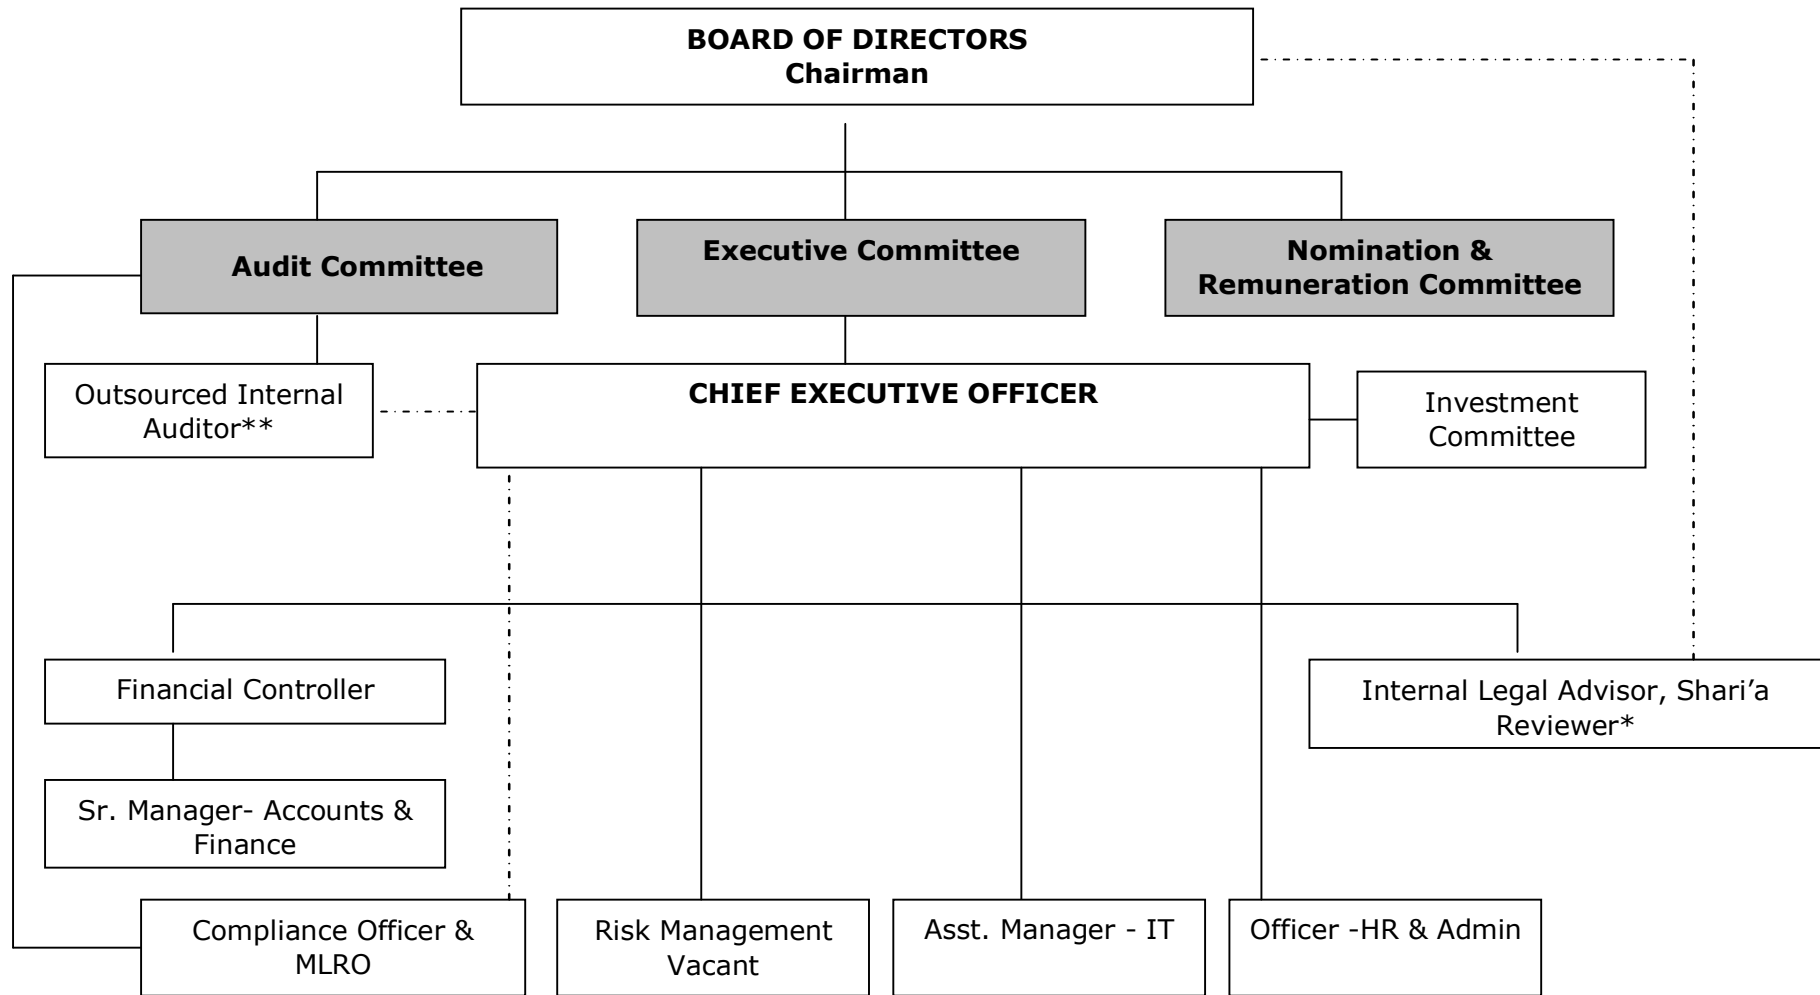 BOARD OF DIRECTORS
Chairman
Audit Committee
Executive Committee
Nomination &
Remuneration Committee
Outsourced Internal
Auditor**
CHIEF EXECUTIVE OFFICER
Investment
Committee
Financial Controller
Internal Legal Advisor, Shari’a
Reviewer*
Sr. Manager- Accounts &
Finance
Compliance Officer &
MLRO
Risk Management
Vacant
Asst. Manager - IT
Officer -HR & Admin